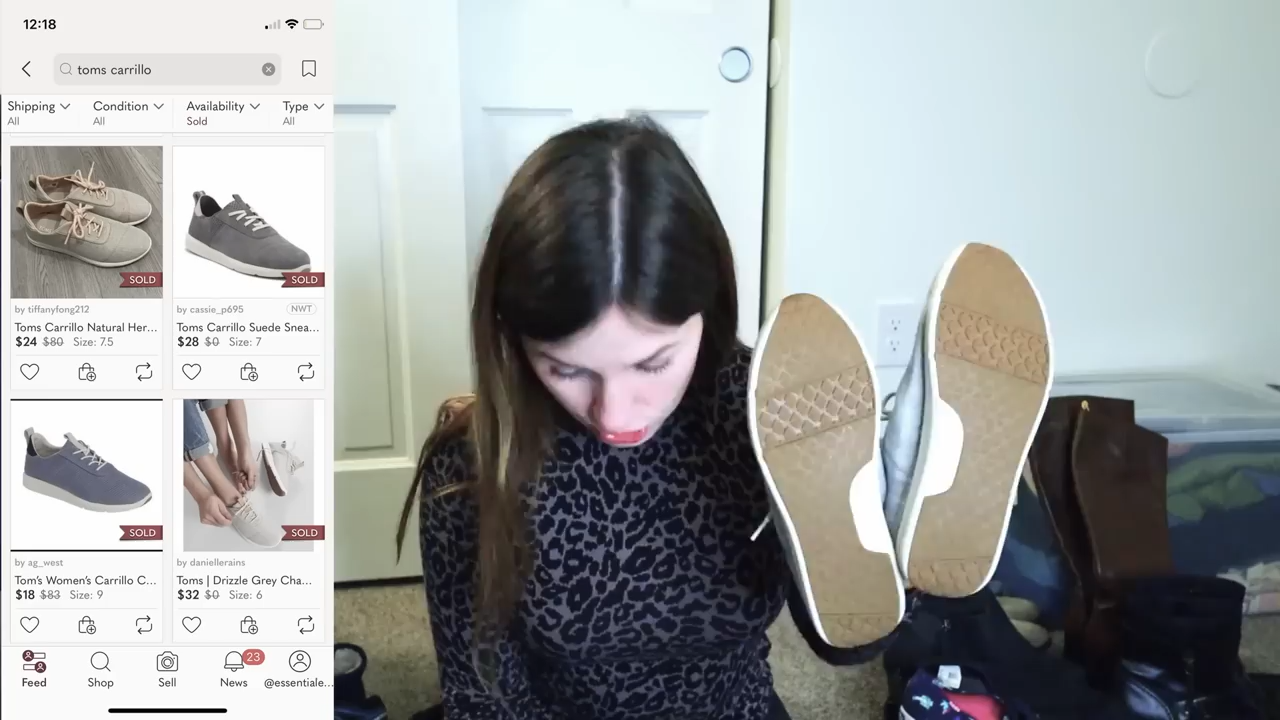 12:18
toms carrillo
Shipping Condition Availability Type
All All Sold All
SOLD SOLD
by tiffanyfong212 by cassie_p695 NWT
Toms Carrillo Natural Her... Toms Carrillo Suede Snea...
$24 $80 Size: 7.5 $28 $0 Size: 7
SOLD SOLD
by ag_west by daniellerains
Tom's Women's Carrillo C... Toms | Drizzle Grey Cha...
$18 $83 Size: 9 $32 $0 Size: 6
23
Feed Shop Sell News @essentiale...